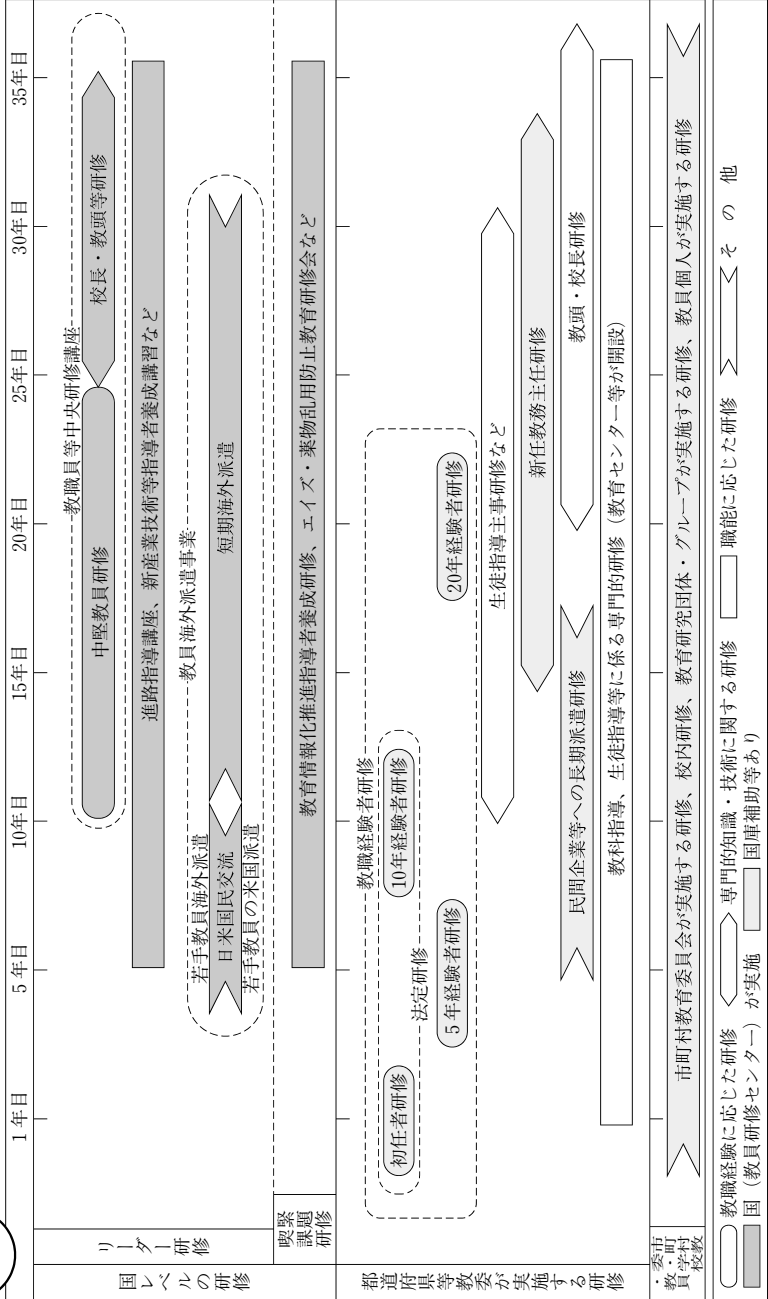 1年目
5年目
10年目
15年目
20年目
25年目
30年目
35年目
国レベルの研修
リーダー研修
教職員等中央研修講座
中堅教員研修
校長・教頭等研修
進路指導講座、新産業技術等指導者養成講習など
教員海外派遣事業
若手教員海外派遣
日米国民交流
若手教員の米国派遣
短期海外派遣
喫緊課題研修
教育情報化推進指導者養成研修、エイズ・薬物乱用防止教育研修会など
都道府県等教委が実施する研修
教職経験者研修
初任者研修
10年経験者研修
法定研修
5年経験者研修
20年経験者研修
生徒指導主事研修など
新任教務主任研修
民間企業等への長期派遣研修
教頭・校長研修
教科指導、生徒指導等に係る専門的研修(教育センター等が開設)
市町村教委・学校・教員
市町村教育委員会が実施する研修、校内研修、教育研究団体・グループが実施する研修、教員個人が実施する研修
教職経験に応じた研修
専門的知識・技術に関する研修
職能に応じた研修
その他
国(教員研修センター)が実施
国庫補助等あり